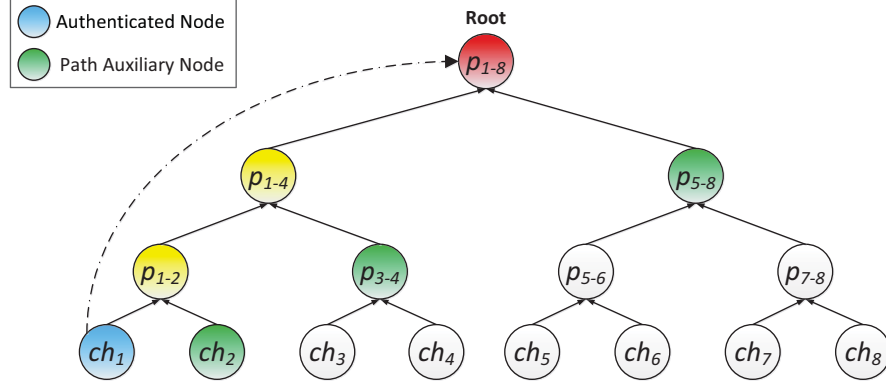 Authenticated Node
Path Auxiliary Node
Root
p1-8
p1-4
p5-8
p1-2
p3-4
p5-6
p7-8
ch1
ch2
ch3
ch4
ch5
ch6
ch7
ch8